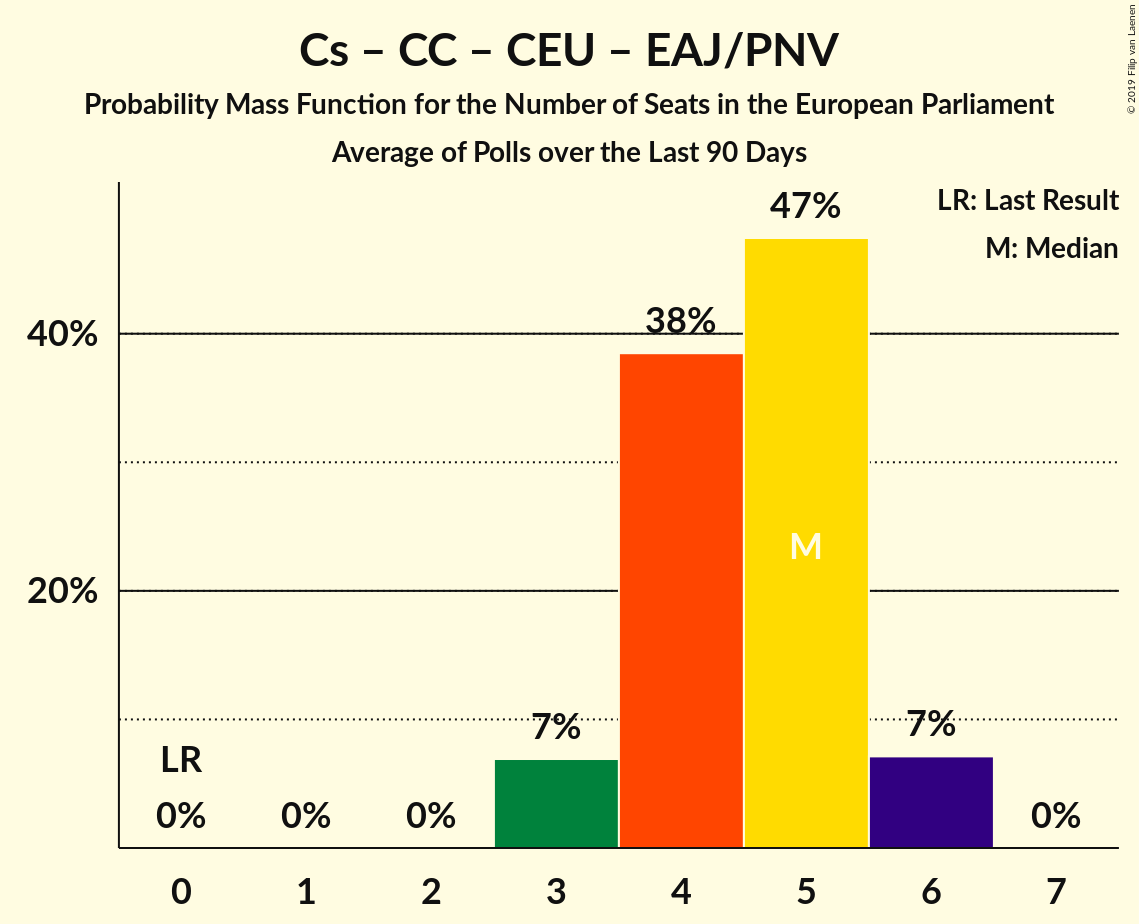 Cs – CC – CEU – EAJ/PNV
Probability Mass Function for the Number of Seats in the European Parliament
Average of Polls over the Last 90 Days
© 2019 Filip van Laenen
LR: Last Result
M: Median
47%
38%
40%
M
20%
7%
7%
LR
0%
0%
0%
0%
0
1
2
3
4
5
6
7